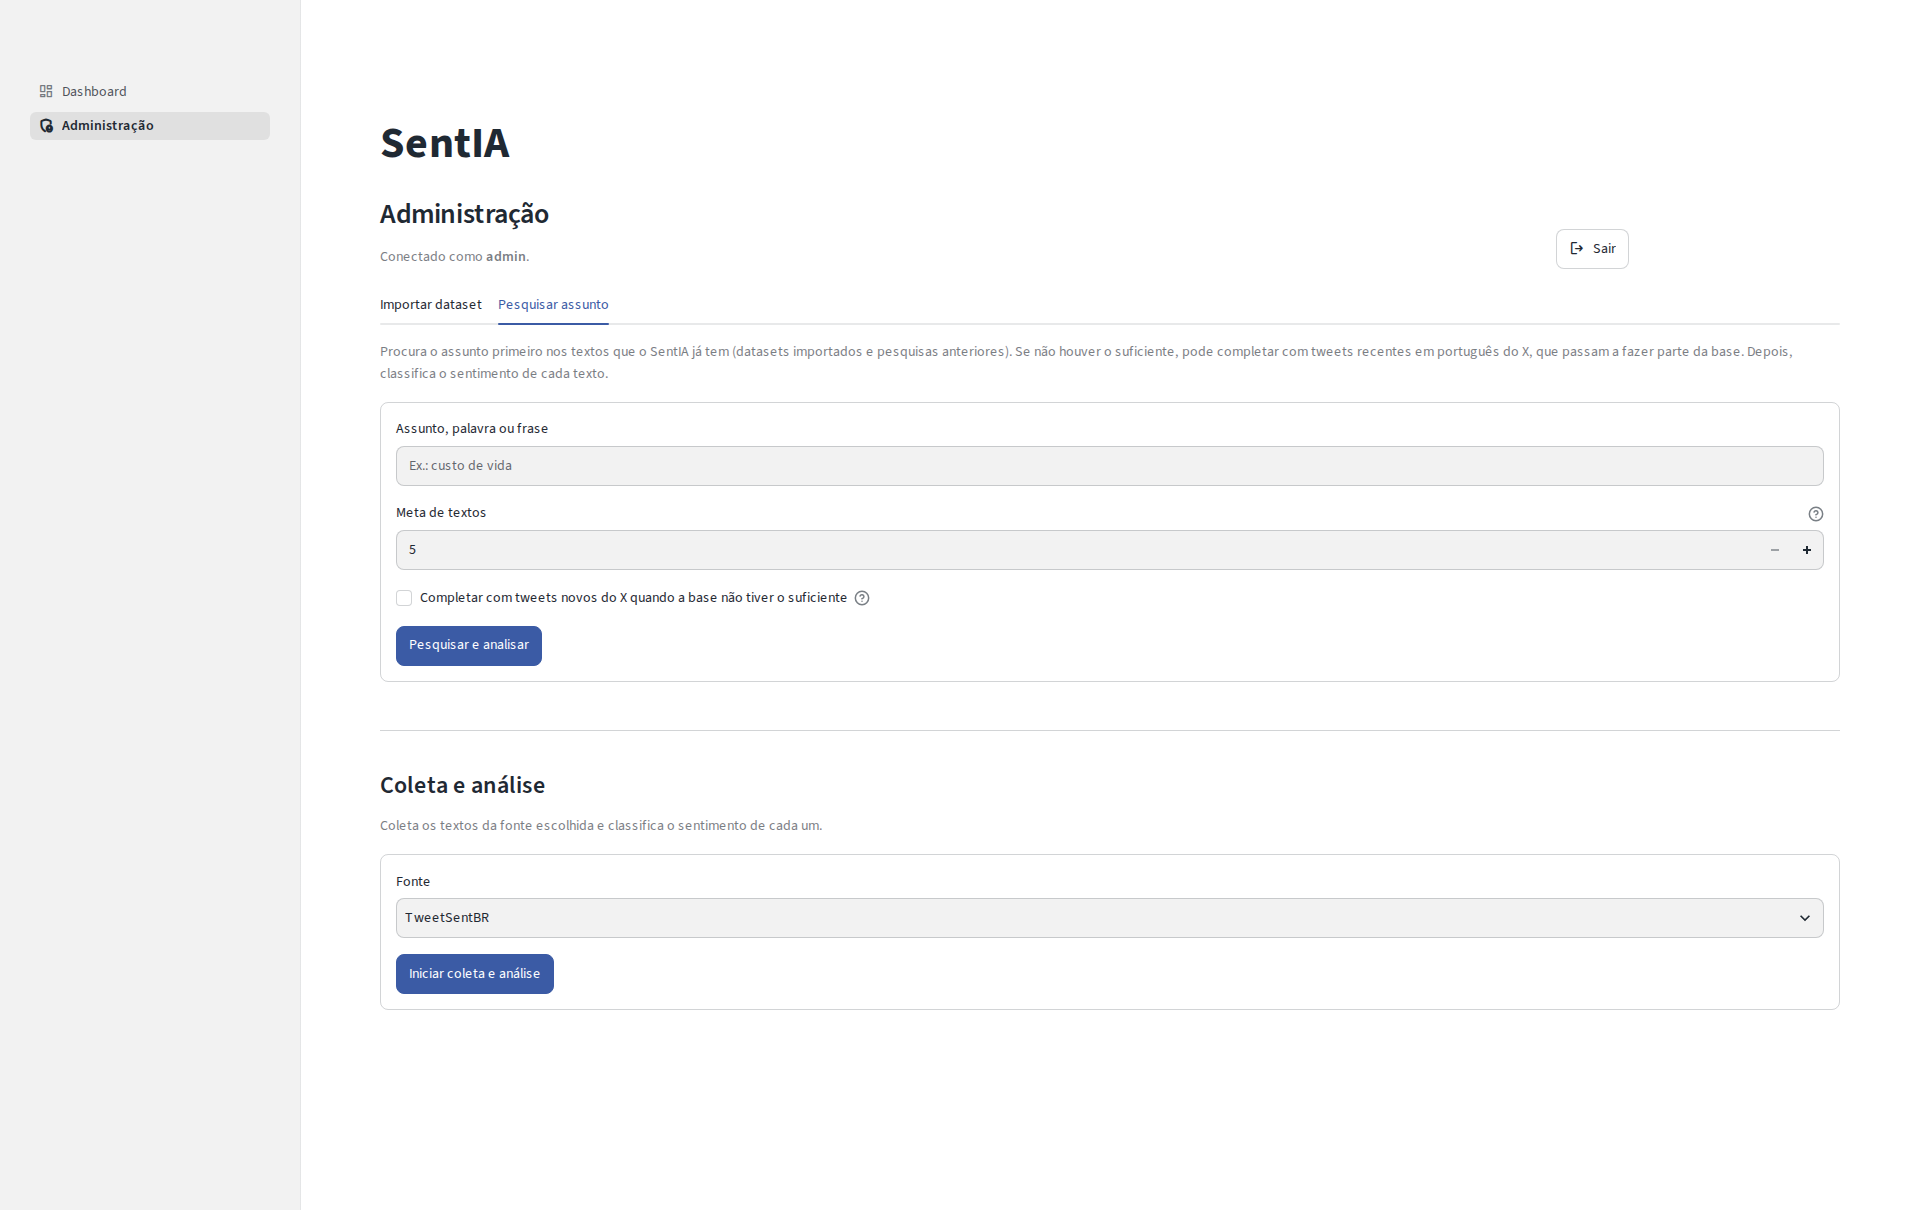 Dashboard
Administração
SentIA
Administração
Conectado como admin.
Sair
Importar dataset
Pesquisar assunto
Procura o assunto primeiro nos textos que o SentIA já tem (datasets importados e pesquisas anteriores). Se não houver o suficiente, pode completar com tweets recentes em português do X, que passam a fazer parte da base. Depois,
classifica o sentimento de cada texto.
Assunto, palavra ou frase
Ex.: custo de vida
Meta de textos
5
Completar com tweets novos do X quando a base não tiver o suficiente
Pesquisar e analisar
Coleta e análise
Coleta os textos da fonte escolhida e classifica o sentimento de cada um.
Fonte
TweetSentBR
Iniciar coleta e análise